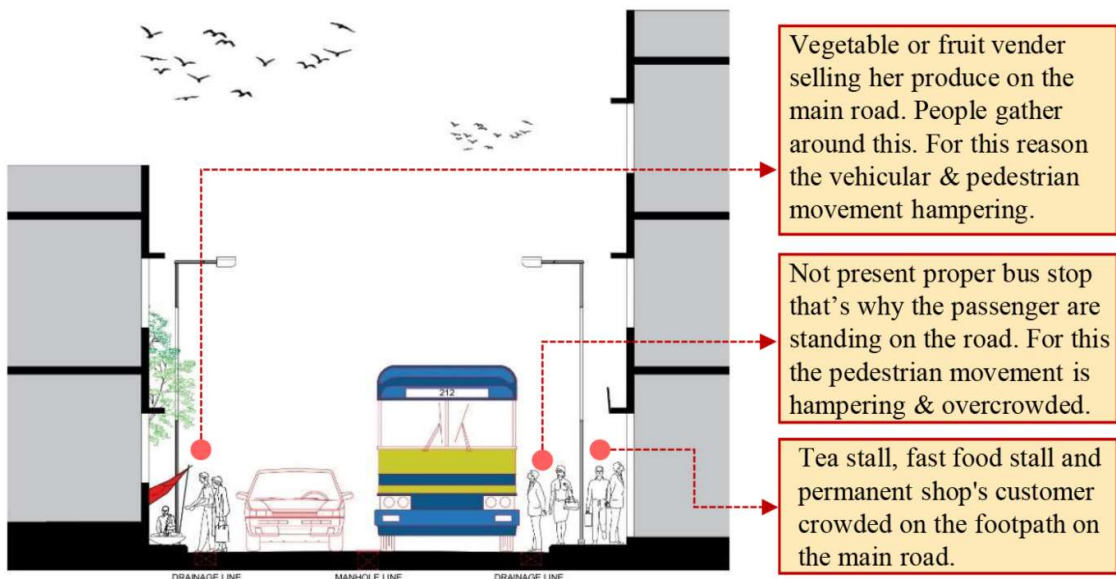 Vegetable or fruit vender
selling her produce on the
main road. People gather
around this. For this reason
the vehicular & pedestrian
movement hampering.
Not present proper bus stop
that’s why the passenger are
standing on the road. For this
the pedestrian movement is
hampering & overcrowded.
Tea stall, fast food stall and
permanent shop's customer
crowded on the footpath on
the main road.
212
DRAINAGE LINE
MANHOLE LINE
DRAINAGE LINE